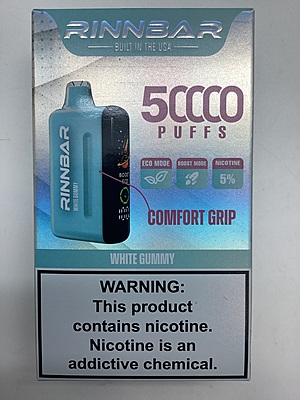 RINNBAR
BUILT IN THE USA
50000
PUFFS
ECO MODE
BOOST MODE
NICOTINE
5%
RINNBAR
WHITE GUMMY
COMFORT GRIP
WHITE GUMMY
WARNING:
This product
contains nicotine.
Nicotine is an
addictive chemical.